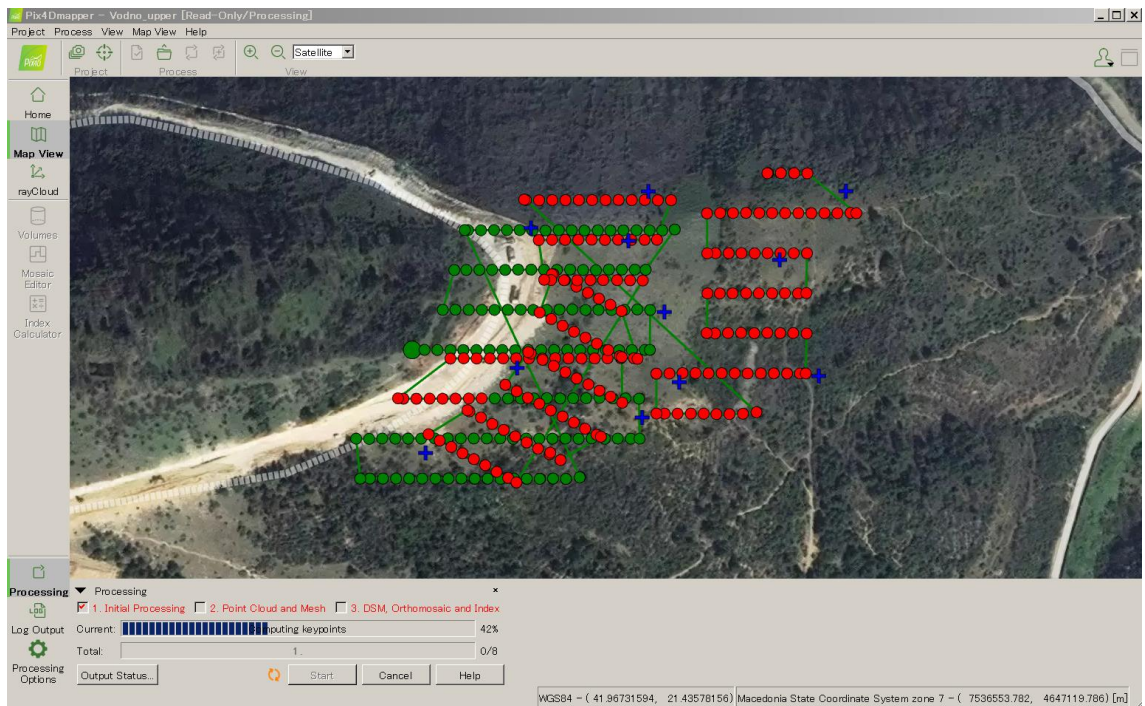 Pix4Dmapper - Vodno_upper [Read-Only/Processing]
Project Process View Map View Help
Satellite
Project Process View
Home
Map View
rayCloud
Volumes
Mosaic
Editor
Index
Calculator
Processing
Log Output
Processing
Options
Processing
1. Initial Processing 2. Point Cloud and Mesh 3. DSM, Orthomosaic and Index
Current: Computing keypoints 42%
Total: 1. 0/8
Output Status... Start Cancel Help
WGS84 - ( 41.96731594, 21.43578156) Macedonia State Coordinate System zone 7 - ( 7536553.782, 4647119.786) [m]